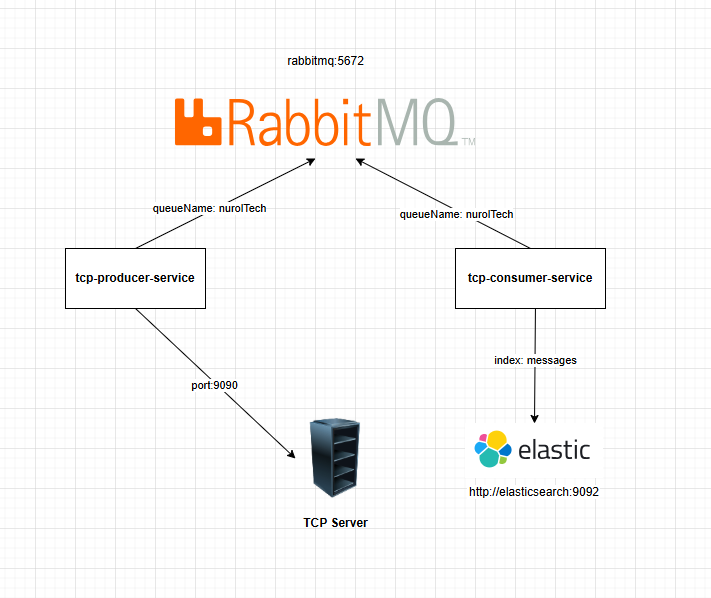 rabbitmq:5672
RabbitMQ™
queueName: nurolTech
queueName: nurolTech
tcp-producer-service
tcp-consumer-service
index: messages
port:9090
elastic
http://elasticsearch:9092
TCP Server